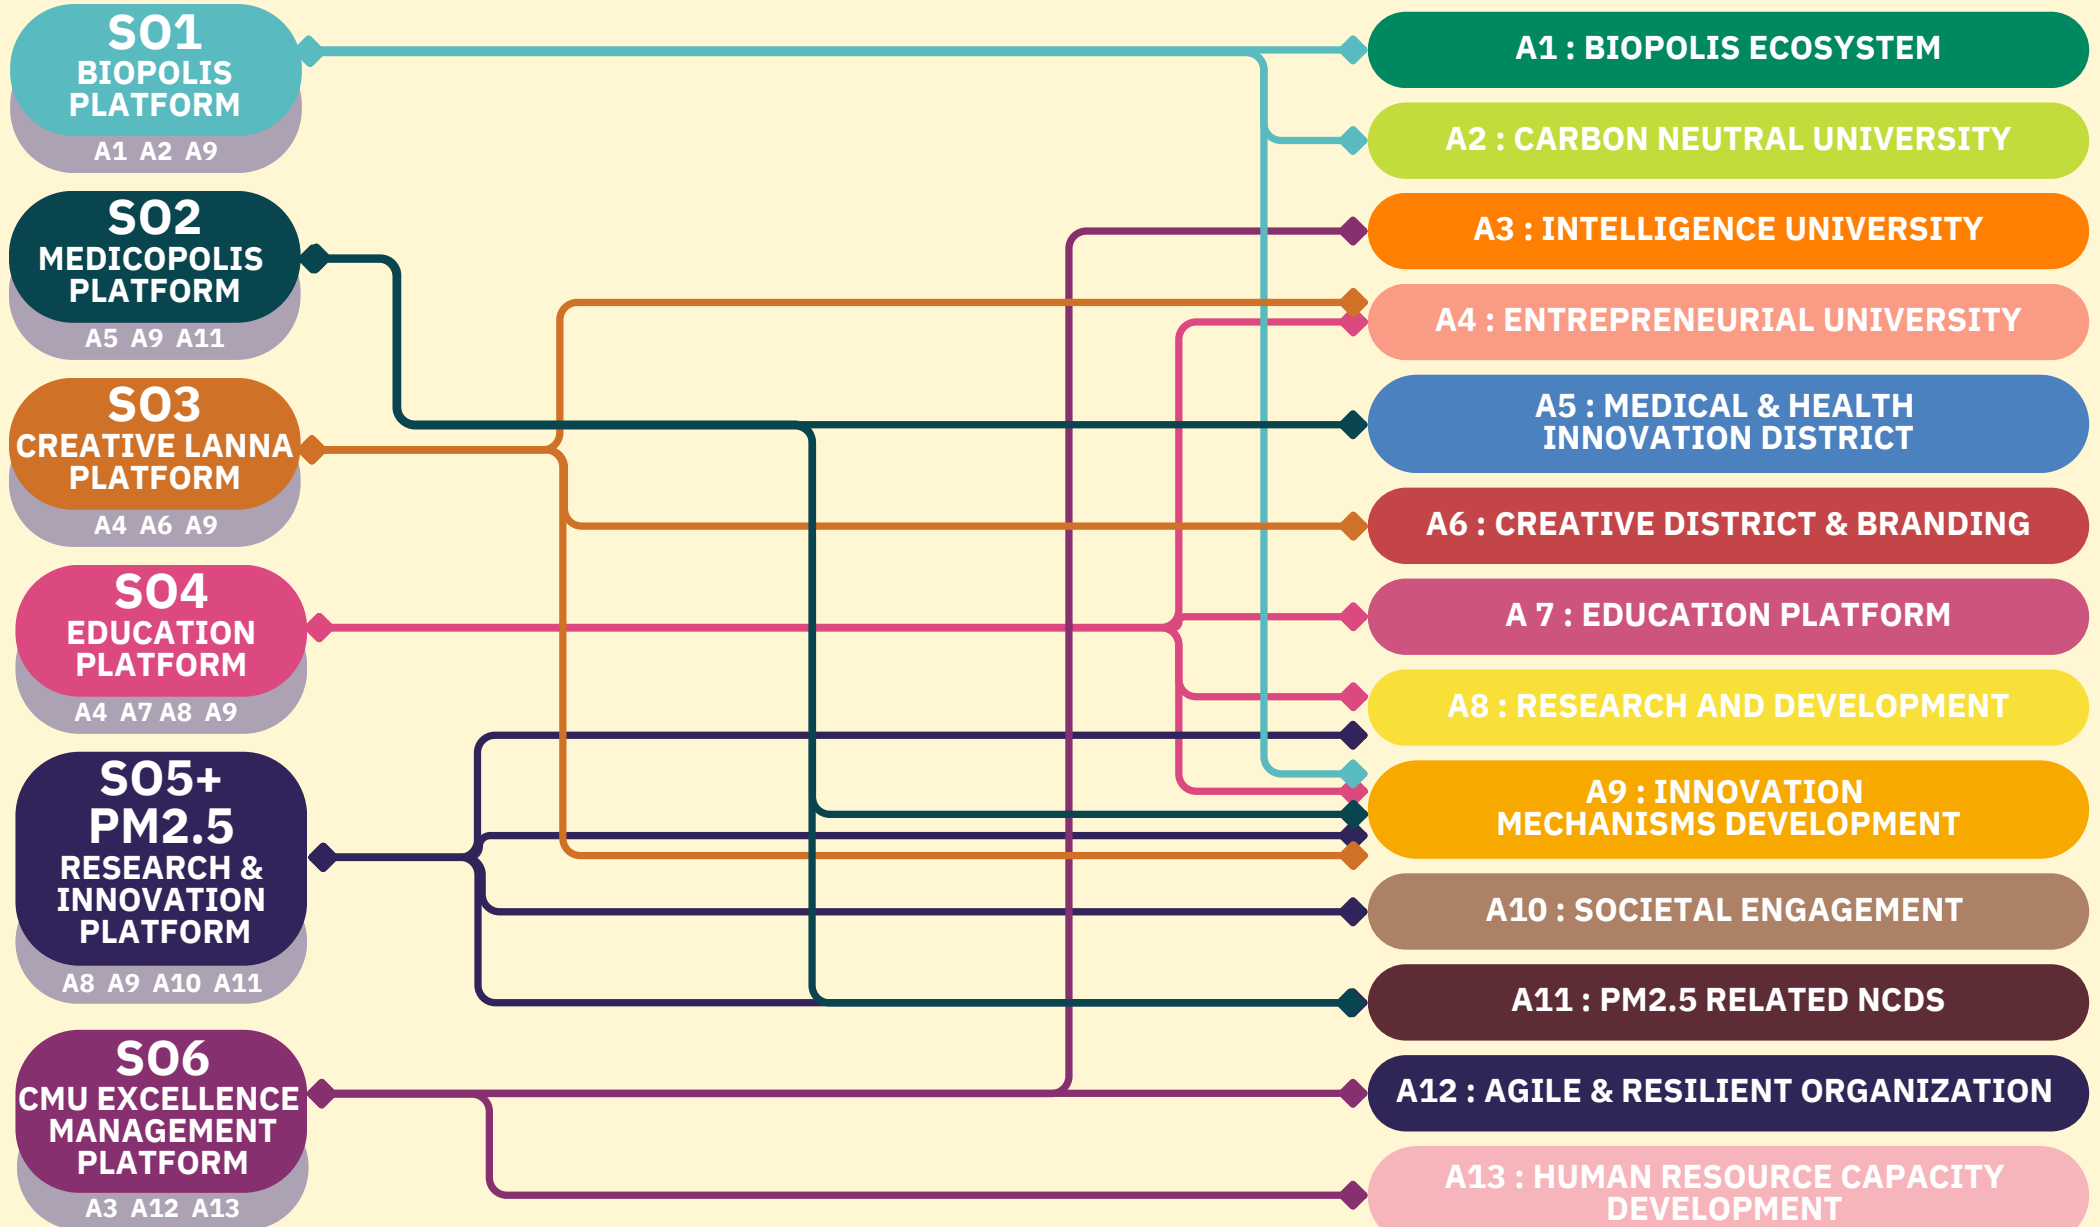 SO1
BIOPOLIS
PLATFORM
A1 A2 A9
SO2
MEDICOPOLIS
PLATFORM
A5 A9 A11
SO3
CREATIVE LANNA
PLATFORM
A4 A6 A9
SO4
EDUCATION
PLATFORM
A4 A7 A8 A9
SO5+
PM2.5
RESEARCH &
INNOVATION
PLATFORM
A8 A9 A10 A11
SO6
CMU EXCELLENCE
MANAGEMENT
PLATFORM
A3 A12 A13
A1 : BIOPOLIS ECOSYSTEM
A2 : CARBON NEUTRAL UNIVERSITY
A3 : INTELLIGENCE UNIVERSITY
A4 : ENTREPRENEURIAL UNIVERSITY
A5 : MEDICAL & HEALTH
INNOVATION DISTRICT
A6 : CREATIVE DISTRICT & BRANDING
A 7 : EDUCATION PLATFORM
A8 : RESEARCH AND DEVELOPMENT
A9 : INNOVATION
MECHANISMS DEVELOPMENT
A10 : SOCIETAL ENGAGEMENT
A11 : PM2.5 RELATED NCDS
A12 : AGILE & RESILIENT ORGANIZATION
A13 : HUMAN RESOURCE CAPACITY
DEVELOPMENT